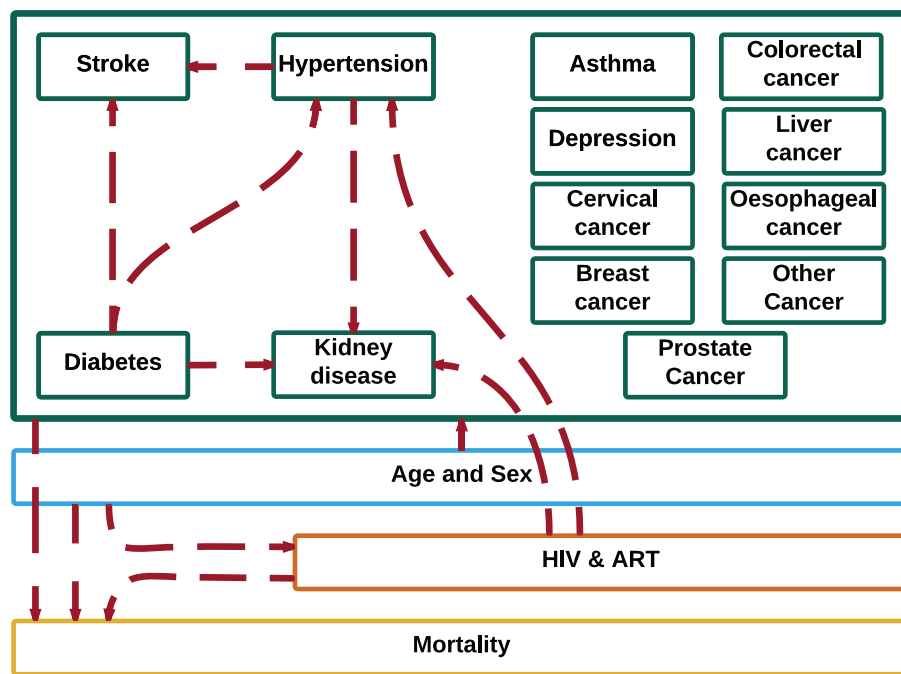 Stroke
Hypertension
Asthma
Colorectal
cancer
Depression
Liver
cancer
Cervical
cancer
Oesophageal
cancer
Breast
cancer
Other
Cancer
Diabetes
Kidney
disease
Prostate
Cancer
Age and Sex
HIV & ART
Mortality